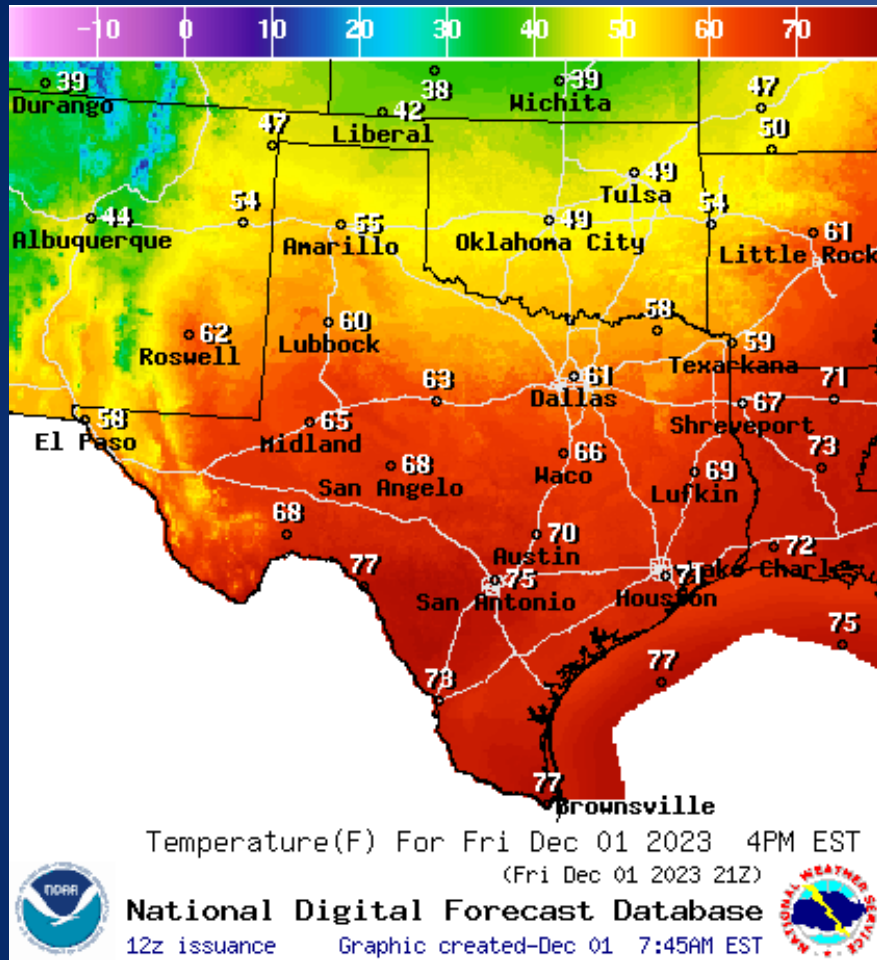 -10 0 10 20 30 40 50 60 70
39
Durango
38
39
Wichita
42
Liberal
47
47
50
49
Tulsa
44
Albuquerque
54
55
Amarillo
49
Oklahoma City
54
61
Little Rock
62
Roswell
60
Lubbock
58
59
Texarkana
61
Dallas
63
71
58
El Paso
65
Midland
67
Shreveport
68
San Angelo
66
Waco
69
Lufkin
73
68
70
Austin
72
Lake Charles
77
75
San Antonio
71
Houston
75
77
73
77
Brownsville
Temperature(F) For Fri Dec 01 2023 4PM EST
(Fri Dec 01 2023 21Z)
NOAA
National Digital Forecast Database
12z issuance Graphic created-Dec 01 7:45AM EST
NATIONAL WEATHER SERVICE